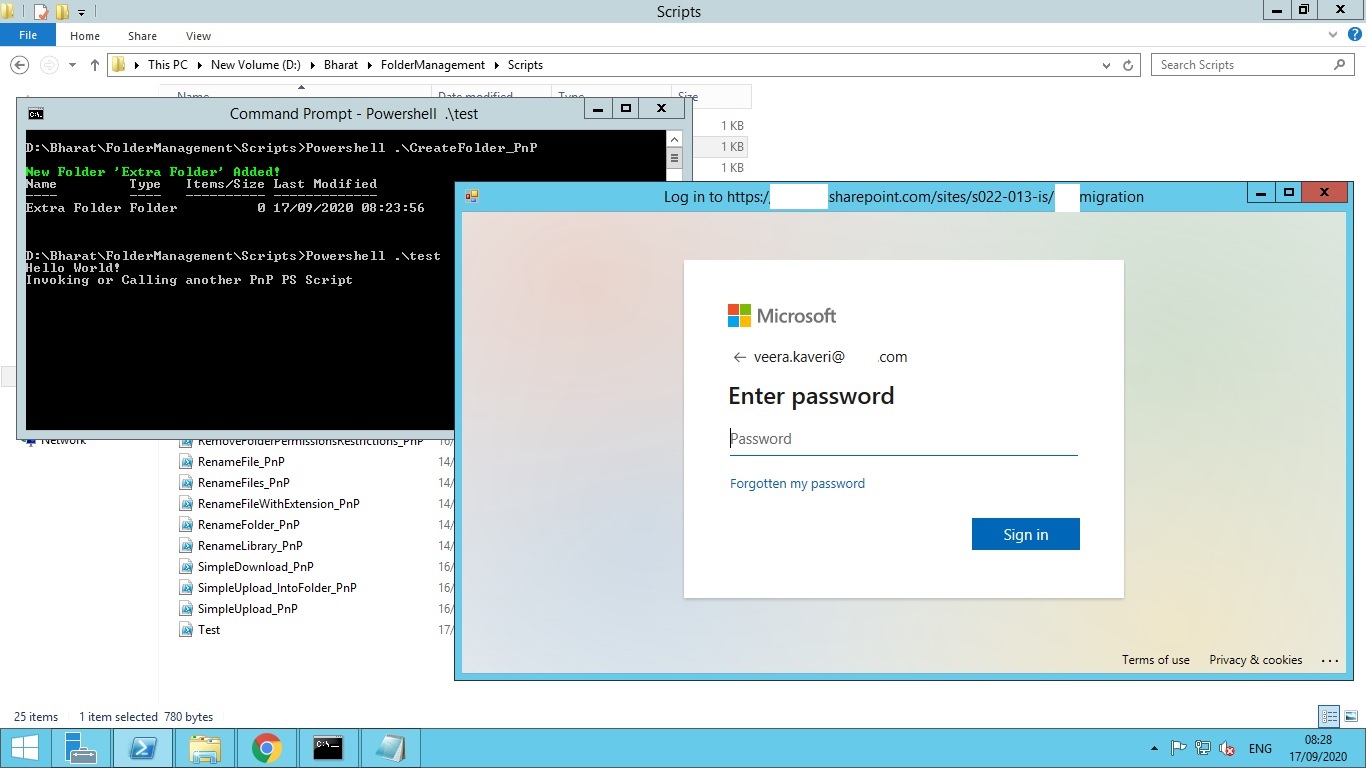 Scripts
File Home Share View
This PC New Volume (D:) Bharat FolderManagement Scripts
Search Scripts
Name Date modified Type Size
1 KB
1 KB
1 KB
Command Prompt - Powershell .\test
D:\Bharat\FolderManagement\Scripts>Powershell .\CreateFolder_PnP
New Folder 'Extra Folder' Added!
Name Type Items/Size Last Modified
---- ---- ---------- -------------
Extra Folder Folder 0 17/09/2020 08:23:56
D:\Bharat\FolderManagement\Scripts>Powershell .\test
Hello World!
Invoking or Calling another PnP PS Script
Log in to https:/ sharepoint.com/sites/s022-013-is/ migration
Microsoft
← veera.kaveri@ .com
Enter password
Password
Forgotten my password
Sign in
Terms of use Privacy & cookies ...
Network
RemoveFolderPermissionsRestrictions_PnP
RenameFile_PnP 14/
RenameFiles_PnP 14/
RenameFileWithExtension_PnP 14/
RenameFolder_PnP 14/
RenameLibrary_PnP 14/
SimpleDownload_PnP 16/
SimpleUpload_IntoFolder_PnP 16/
SimpleUpload_PnP 16/
Test 17/
25 items 1 item selected 780 bytes
ENG
08:28
17/09/2020